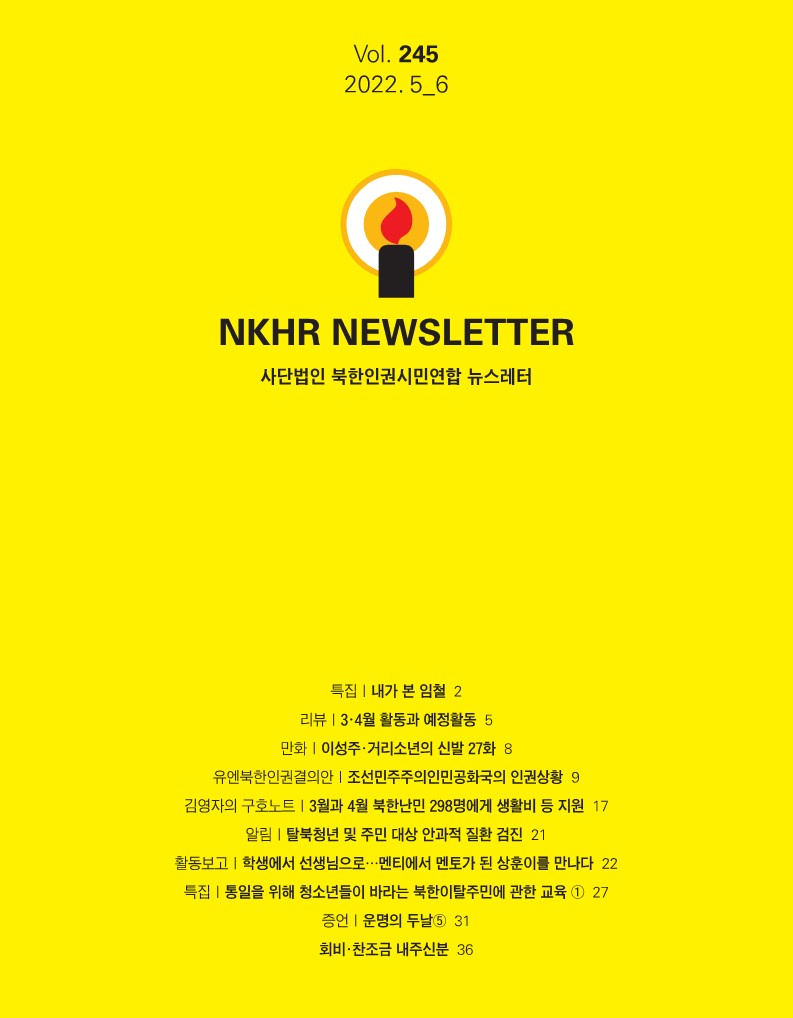 Vol. 245
2022. 5_6
NKHR NEWSLETTER
사단법인 북한인권시민연합 뉴스레터
특집 | 내가 본 임철 2
리뷰 | 3·4월 활동과 예정활동 5
만화 | 이성주·거리소년의 신발 27화 8
유엔북한인권결의안 | 조선민주주의인민공화국의 인권상황 9
김영자의 구호노트 | 3월과 4월 북한난민 298명에게 생활비 등 지원 17
알림 | 탈북청년 및 주민 대상 안과적 질환 검진 21
활동보고 | 학생에서 선생님으로…멘티에서 멘토가 된 상훈이를 만나다 22
특집 | 통일을 위해 청소년들이 바라는 북한이탈주민에 관한 교육 ① 27
증언 | 운명의 두날⑤ 31
회비·찬조금 내주신분 36